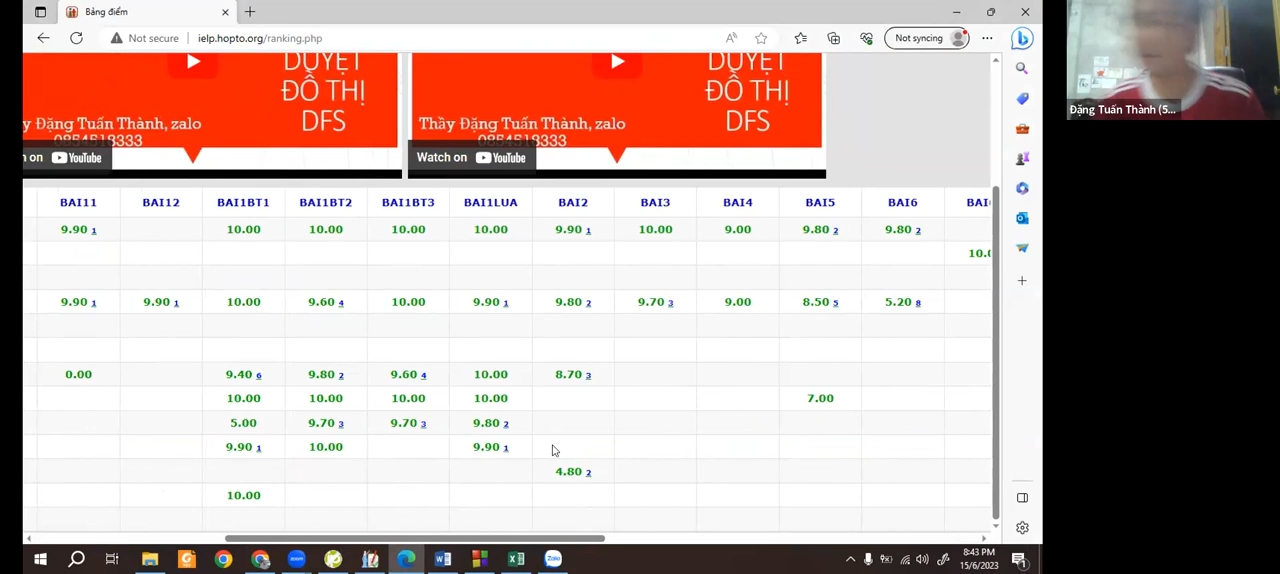 Bảng điểm
Not secure
ielp.hopto.org/ranking.php
Not syncing
DUYỆT
ĐỒ THỊ
DFS
DUYỆT
ĐỒ THỊ
DFS
y Đặng Tuấn Thành, zalo
0854518333
Thầy Đặng Tuấn Thành, zalo
0854518333
n on YouTube
Watch on YouTube
BAI11 BAI12 BAI1BT1 BAI1BT2 BAI1BT3 BAI1LUA BAI2 BAI3 BAI4 BAI5 BAI6
9.90 1 10.00 10.00 10.00 10.00 9.90 1 10.00 9.00 9.80 2 9.80 2
10.0
9.90 1 9.90 1 10.00 9.60 4 10.00 9.90 1 9.80 2 9.70 3 9.00 8.50 5 5.20 8
0.00 9.40 6 9.80 2 9.60 4 10.00 8.70 3
10.00 10.00 10.00 10.00 7.00
5.00 9.70 3 9.70 3 9.80 2
9.90 1 10.00 9.90 1
4.80 2
10.00
Đặng Tuấn Thành (5...
8:43 PM
15/6/2023